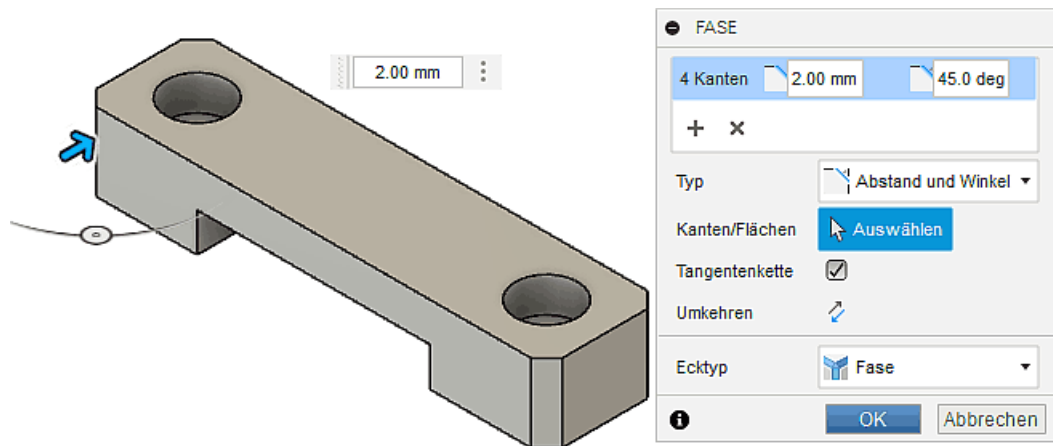 2.00 mm
FASE
4 Kanten 2.00 mm 45.0 deg
Typ Abstand und Winkel
Kanten/Flächen Auswählen
Tangentenkette
Umkehren
Ecktyp Fase
OK Abbrechen